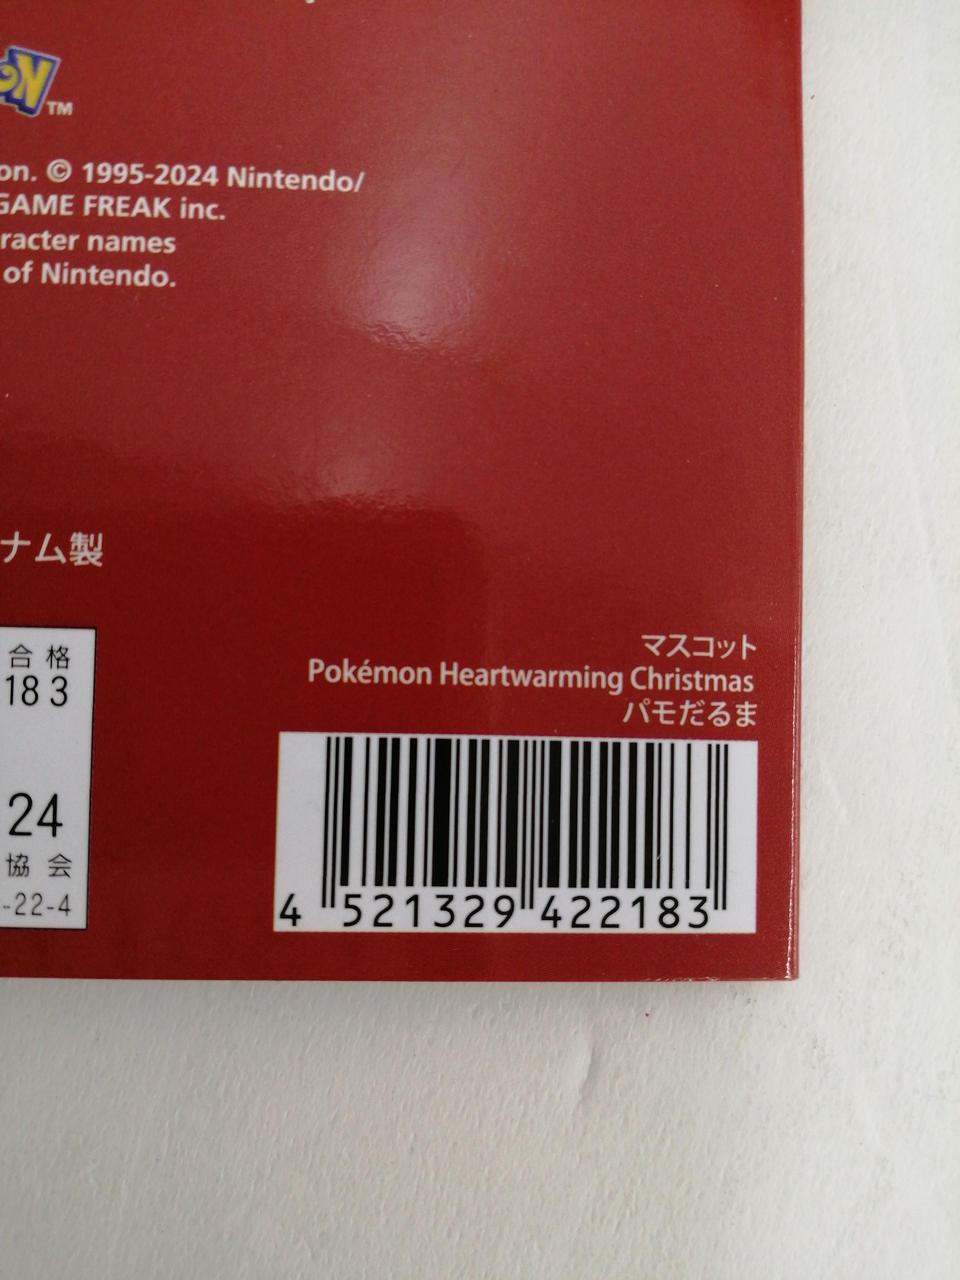 ON™
on. © 1995-2024 Nintendo/
GAME FREAK inc.
racter names
of Nintendo.
ナム製
合格
183
24
協会
-22-4
マスコット
Pokémon Heartwarming Christmas
パモだるま
4 521329 422183